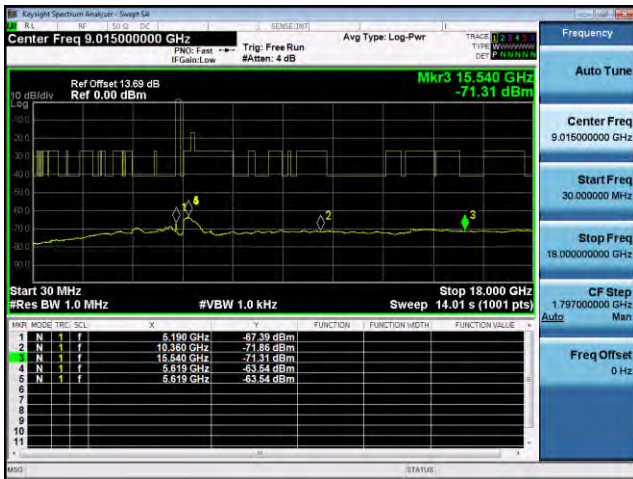 Keysight Spectrum Analyzer - Swept SA
RL RF 50 Ω DC SENSE:INT
Center Freq 9.015000000 GHz
PNO: Fast
IFGain:Low
Trig: Free Run
#Atten: 4 dB
Avg Type: Log-Pwr
TRACE 1 2 3 4 5 6
TYPE
DET P N N N N N
Ref Offset 13.69 dB
Ref 0.00 dBm
10 dB/div
Log
Mkr3 15.540 GHz
-71.31 dBm
-10.0
-20.0
-30.0
-40.0
-50.0
-60.0
-70.0
-80.0
-90.0
1
2
3
Start 30 MHz
Stop 18.000 GHz
#Res BW 1.0 MHz
#VBW 1.0 kHz
Sweep 14.01 s (1001 pts)
MKR MODE TRC SCL X Y FUNCTION FUNCTION WIDTH FUNCTION VALUE
1 N 1 f 5.190 GHz -67.39 dBm
2 N 1 f 10.360 GHz -71.86 dBm
3 N 1 f 15.540 GHz -71.31 dBm
4 N 1 f 5.619 GHz -63.54 dBm
5 N 1 f 5.619 GHz -63.54 dBm
6
7
8
9
10
11
MSG
STATUS
Frequency
Auto Tune
Center Freq
9.015000000 GHz
Start Freq
30.000000 MHz
Stop Freq
18.000000000 GHz
CF Step
1.797000000 GHz
Auto Man
Freq Offset
0 Hz